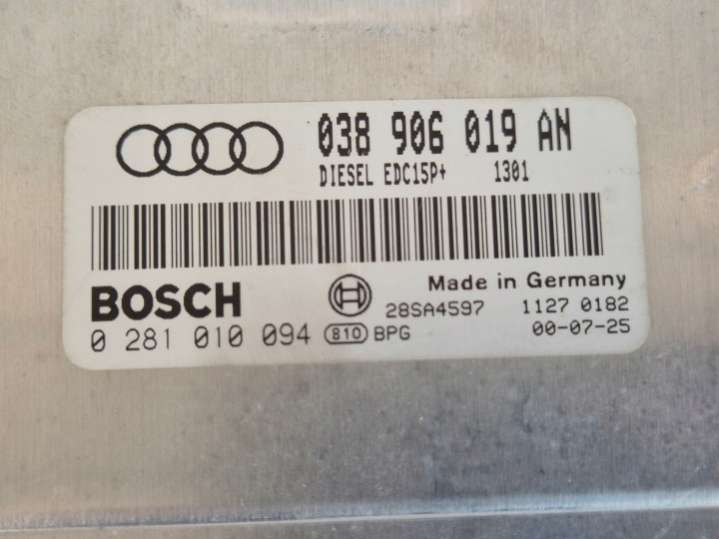 038 906 019 AN
DIESEL EDC15P+ 1301
BOSCH
Made in Germany
28SA4597 1127 0182
0 281 010 094 810 BPG 00-07-25